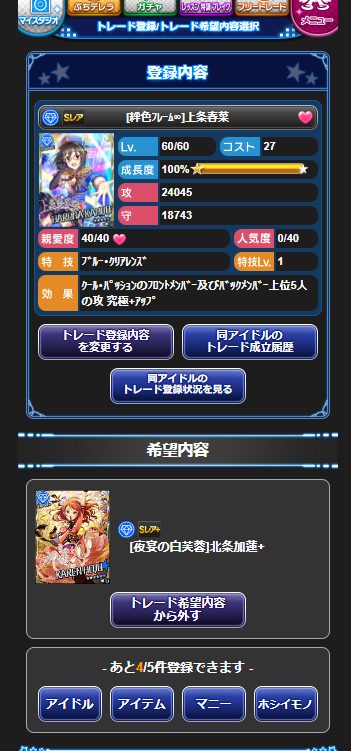 マイスタジオ
ぷちデレラ
ガチャ
レッスン 特訓・ブレイク
フリートレード
メニュー
トレード登録/トレード希望内容選択
登録内容
Sレア
[絆色ﾌﾚｰﾑ∞]上条春菜
HARUNA KAMIJO
Lv. 60/60 コスト 27
成長度 100%
攻 24045
守 18743
親愛度 40/40 人気度 0/40
特 技 ﾌﾞﾙｰ･ｸﾘｱﾚﾝｽﾞ 特技Lv. 1
効 果 ｸｰﾙ･ﾊﾟｯｼｮﾝのﾌﾛﾝﾄﾒﾝﾊﾞｰ及びﾊﾞｯｸﾒﾝﾊﾞｰ上位5人
の攻 究極+ｱｯﾌﾟ
トレード登録内容
を変更する
同アイドルの
トレード成立履歴
同アイドルの
トレード登録状況を見る
希望内容
KAREN HOJO
Sレア+
[夜宴の白芙蓉]北条加蓮+
トレード希望内容
から外す
- あと4/5件登録できます -
アイドル
アイテム
マニー
ホシイモノ